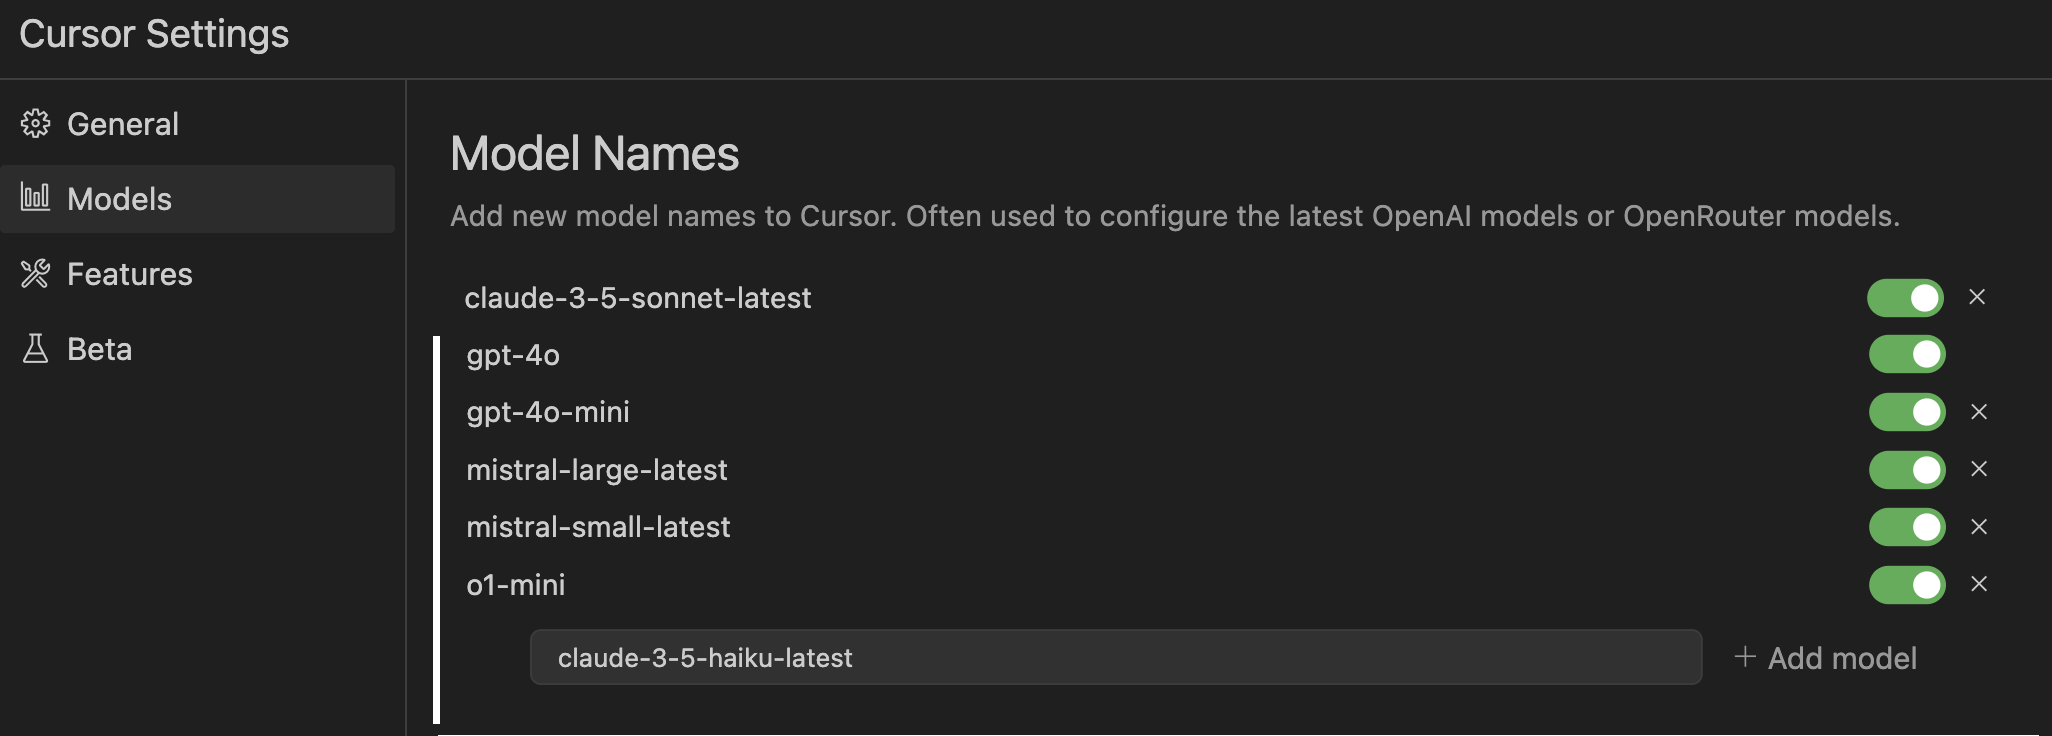 Cursor Settings
General
Models
Features
Beta
Model Names
Add new model names to Cursor. Often used to configure the latest OpenAI models or OpenRouter models.
claude-3-5-sonnet-latest
gpt-4o
gpt-4o-mini
mistral-large-latest
mistral-small-latest
o1-mini
claude-3-5-haiku-latest
+ Add model